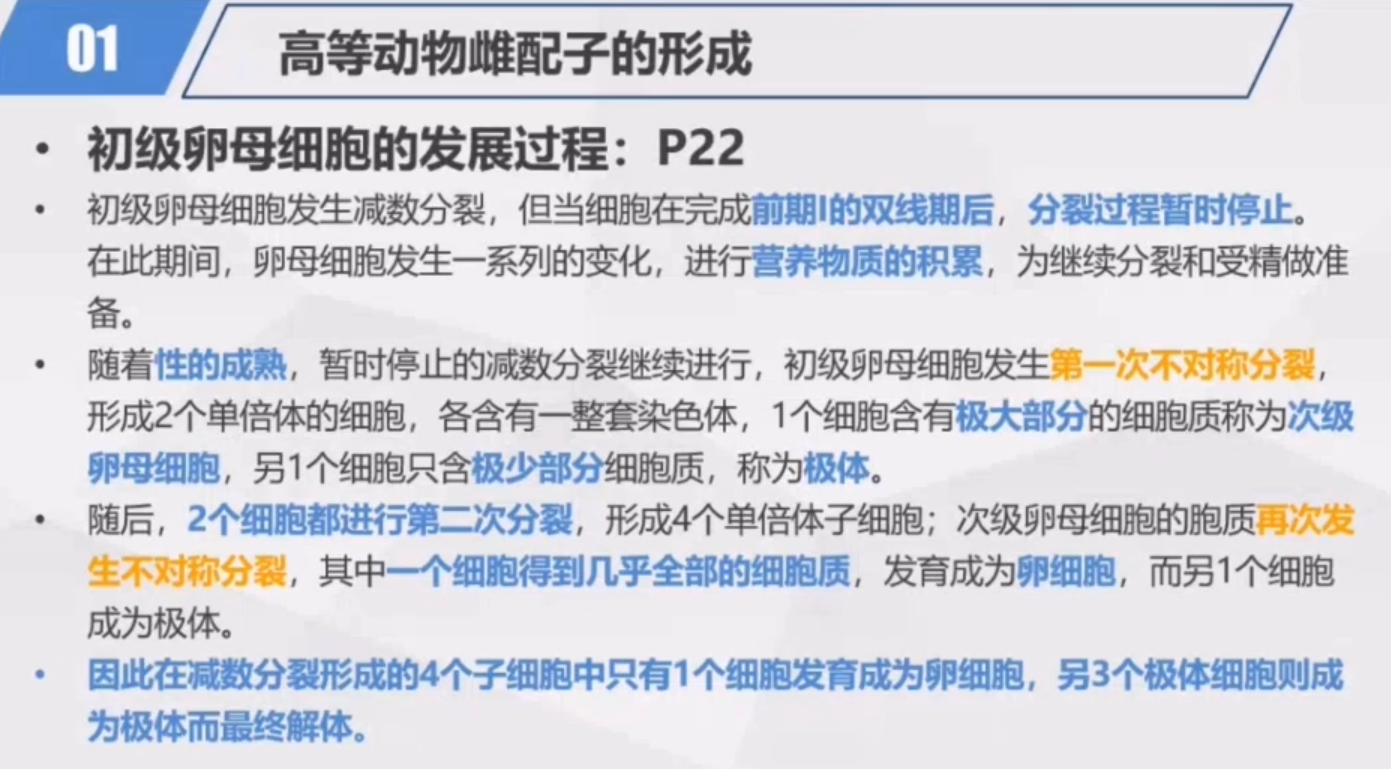 01
高等动物雌配子的形成
• 初级卵母细胞的发展过程：P22
• 初级卵母细胞发生减数分裂，但当细胞在完成前期I的双线期后，分裂过程暂时停止。
在此期间，卵母细胞发生一系列的变化，进行营养物质的积累，为继续分裂和受精做准
备。
• 随着性的成熟，暂时停止的减数分裂继续进行，初级卵母细胞发生第一次不对称分裂，
形成2个单倍体的细胞，各含有一整套染色体，1个细胞含有极大部分的细胞质称为次级
卵母细胞，另1个细胞只含极少部分细胞质，称为极体。
• 随后，2个细胞都进行第二次分裂，形成4个单倍体子细胞；次级卵母细胞的胞质再次发
生不对称分裂，其中一个细胞得到几乎全部的细胞质，发育成为卵细胞，而另1个细胞
成为极体。
• 因此在减数分裂形成的4个子细胞中只有1个细胞发育成为卵细胞，另3个极体细胞则成
为极体而最终解体。